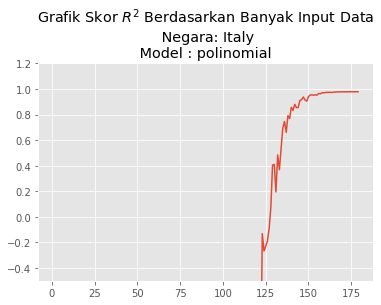 Grafik Skor R² Berdasarkan Banyak Input Data
Negara: Italy
Model : polinomial
1.2
1.0
0.8
0.6
0.4
0.2
0.0
−0.2
−0.4
0 25 50 75 100 125 150 175